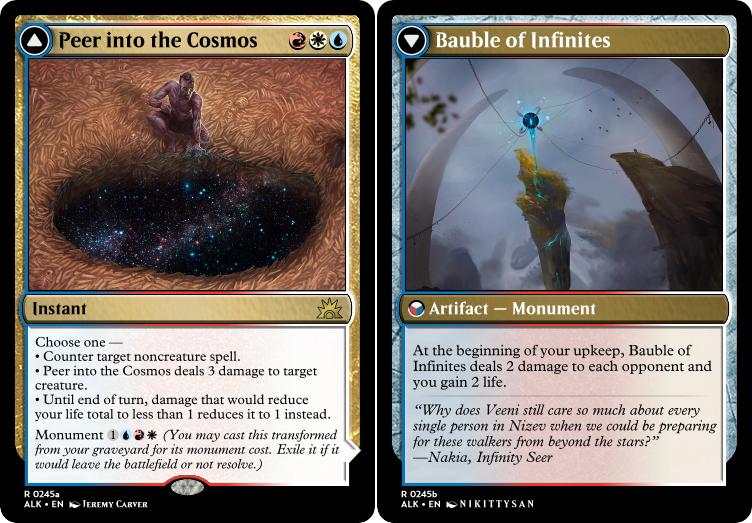 Peer into the Cosmos
Instant
Choose one —
• Counter target noncreature spell.
• Peer into the Cosmos deals 3 damage to target
creature.
• Until end of turn, damage that would reduce
your life total to less than 1 reduces it to 1 instead.
Monument 1 (You may cast this transformed
from your graveyard for its monument cost. Exile it if it
would leave the battlefield or not resolve.)
R 0245a
ALK • EN Jeremy Carver
Bauble of Infinites
Artifact — Monument
At the beginning of your upkeep, Bauble of
Infinites deals 2 damage to each opponent and
you gain 2 life.
“Why does Veeni still care so much about every
single person in Nizev when we could be preparing
for these walkers from beyond the stars?”
—Nakia, Infinity Seer
R 0245b
ALK • EN NIKITTYSAN